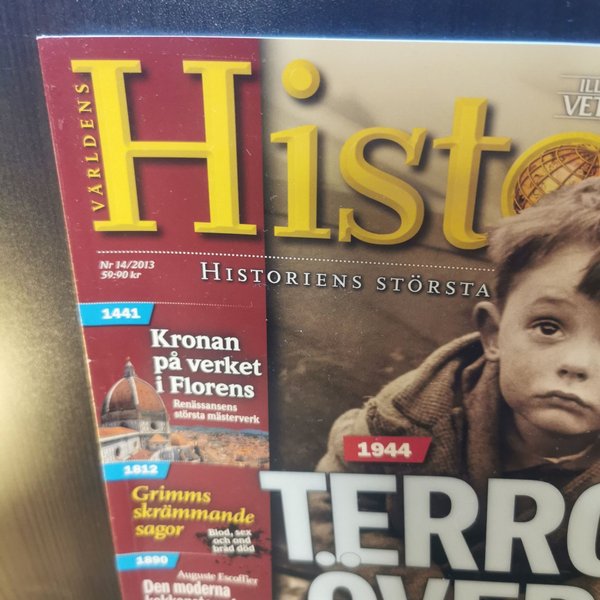 VÄRLDENS
Histo
ILL
VET
Nr 14/2013
59:90 kr
HISTORIENS STÖRSTA
1441
Kronan
på verket
i Florens
Renässansens
största mästerverk
1944
TERRO
ÖVER
1812
Grimms
skrämmande
sagor
Blod, sex
och ond
bråd död
1890
Auguste Escoffier
Den moderna